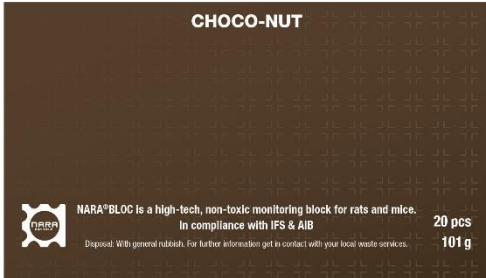 CHOCO-NUT
NARA®BLOC is a high-tech, non-toxic monitoring block for rats and mice.
In compliance with IFS & AIB
Disposal: With general rubbish. For further information get in contact with your local waste services.
NARA
20 pcs
101 g